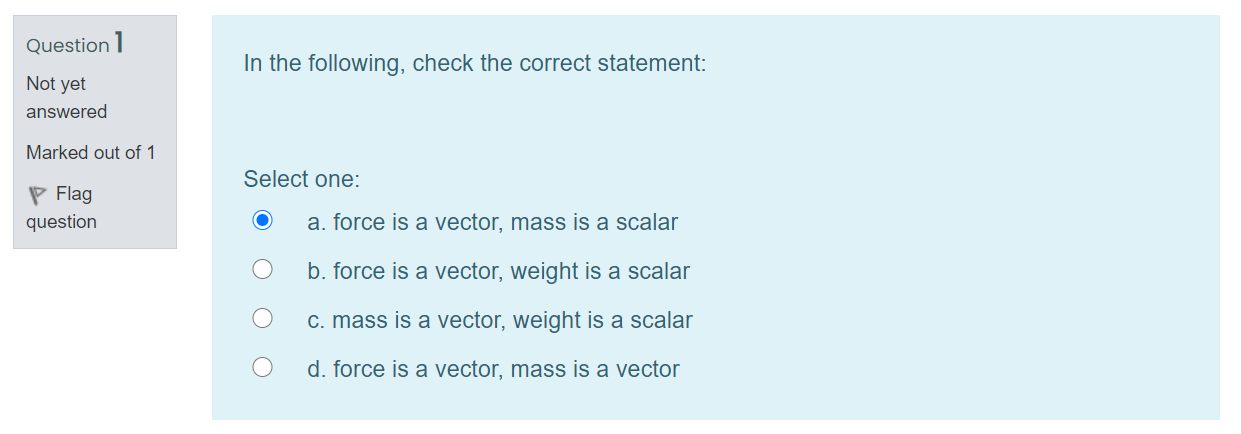 Question 1
Not yet
answered
Marked out of 1
Flag
question
In the following, check the correct statement:
Select one:
a. force is a vector, mass is a scalar
b. force is a vector, weight is a scalar
c. mass is a vector, weight is a scalar
d. force is a vector, mass is a vector